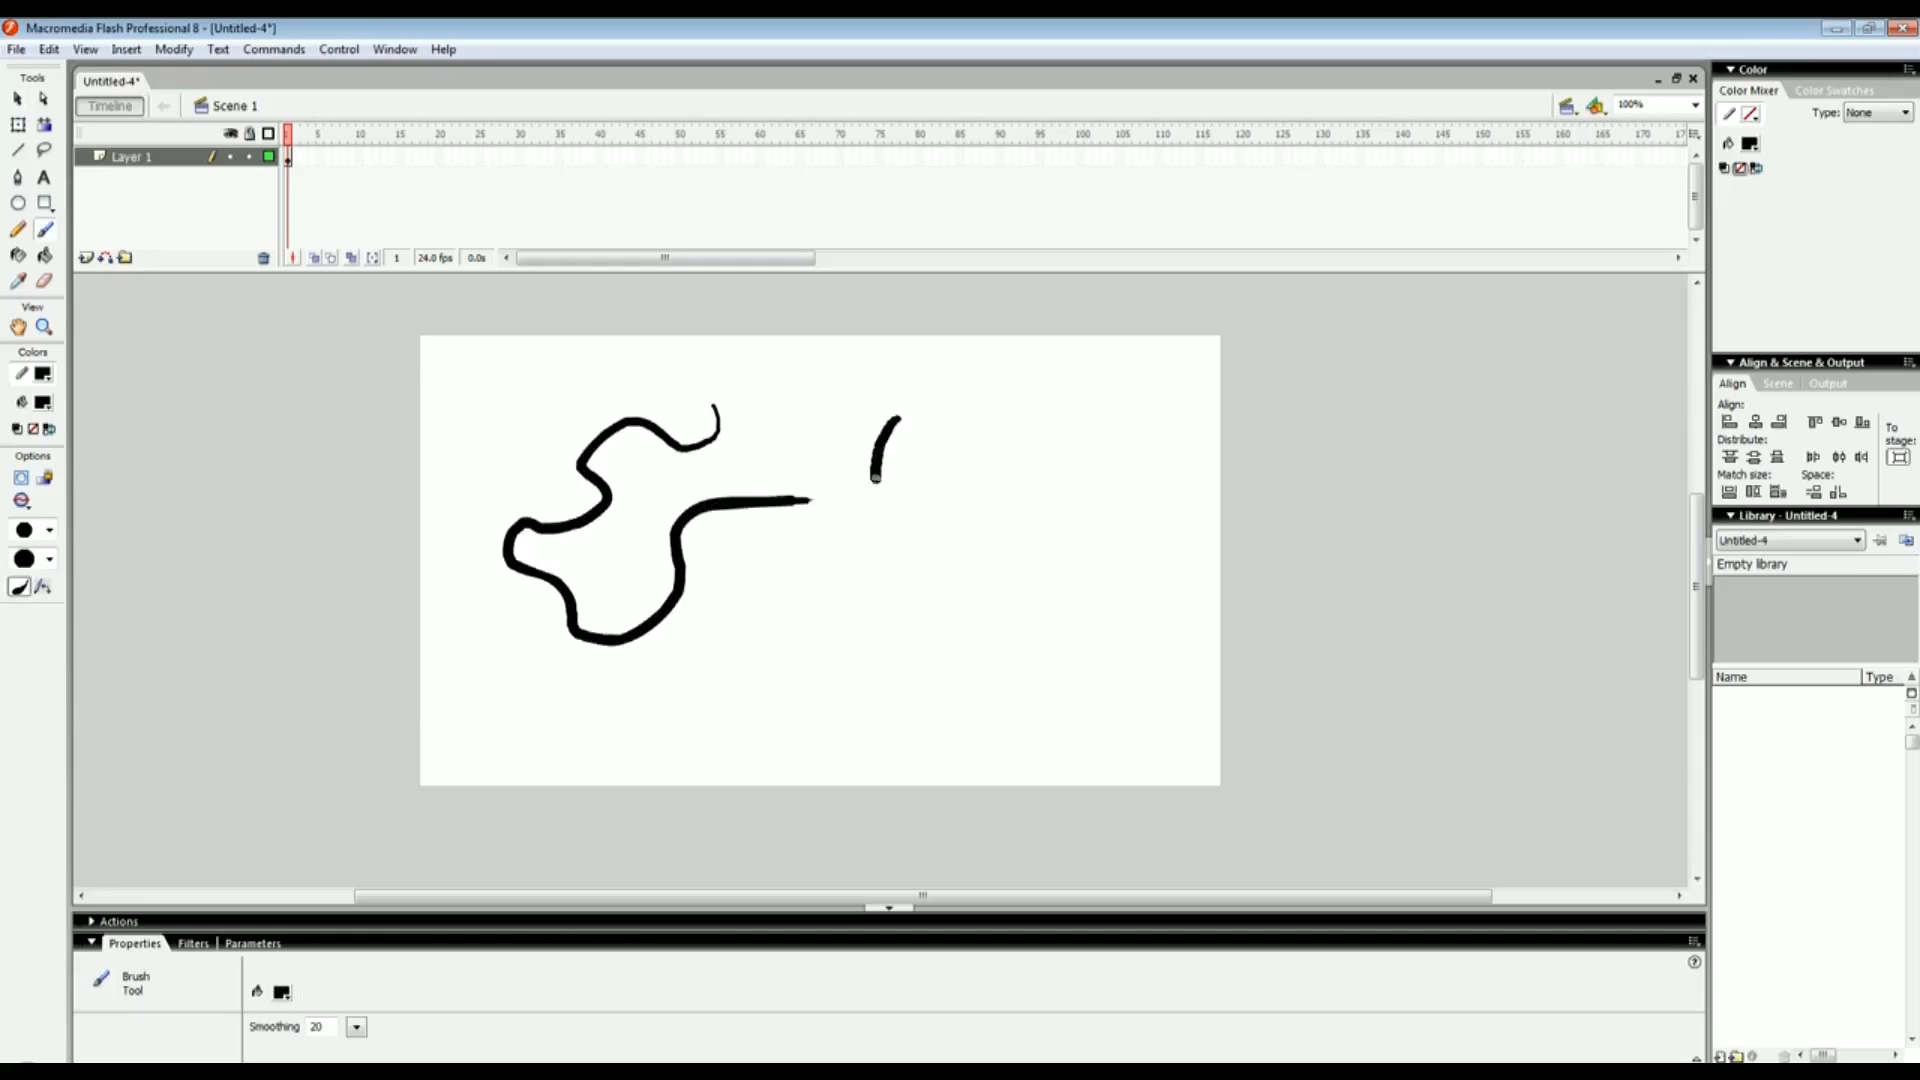 Macromedia Flash Professional 8 - [Untitled-4*]
File Edit View Insert Modify Text Commands Control Window Help
Tools
View
Colors
Options
Untitled-4*
Timeline
Scene 1
100%
5 10 15 20 25 30 35 40 45 50 55 60 65 70 75 80 85 90 95 100 105 110 115 120 125 130 135 140 145 150 155 160 165 170 17
Layer 1
1 24.0 fps 0.0s
Color
Color Mixer Color Swatches
Type: None
Align & Scene & Output
Align Scene Output
Align:
To stage:
Distribute:
Match size: Space:
Library - Untitled-4
Untitled-4
Empty library
Name Type
Actions
Properties Filters Parameters
Brush
Tool
Smoothing 20